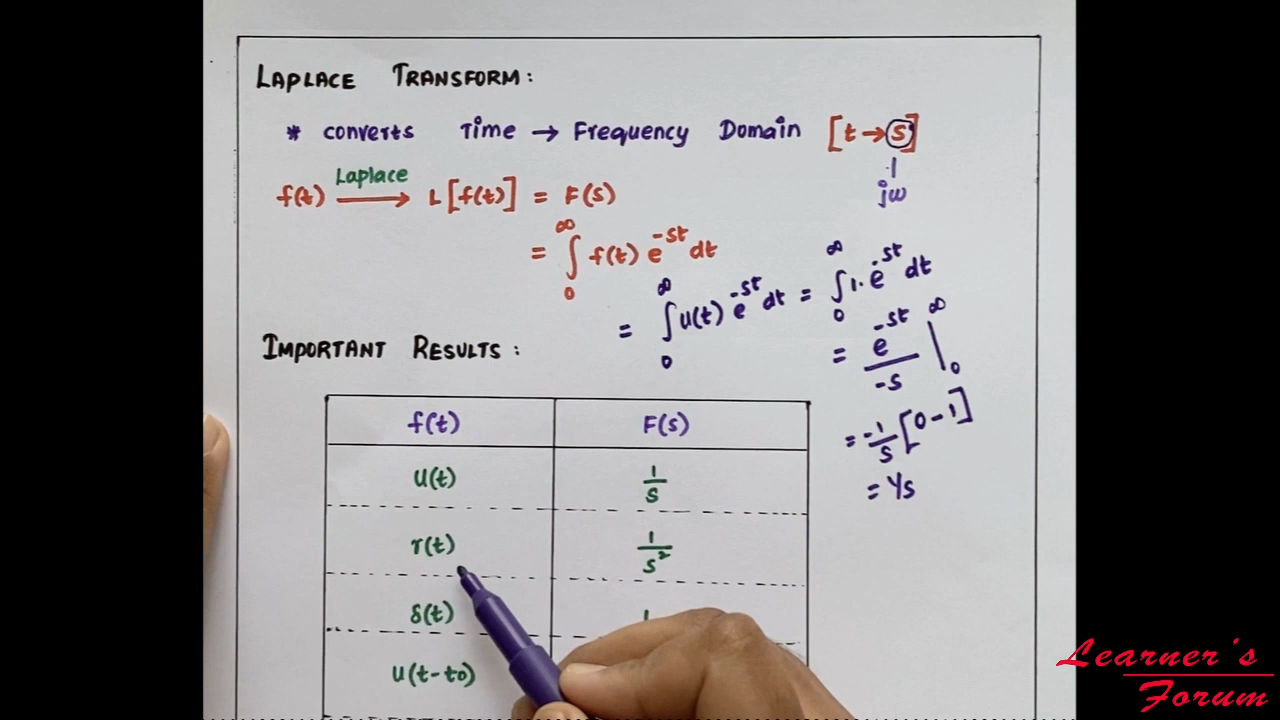 LAPLACE TRANSFORM:
* converts Time → Frequency Domain [t→s]
jω
f(t) Laplace → L[f(t)] = F(s)
= ∫₀^∞ f(t) e^-st dt
= ∫₀^∞ u(t) e^-st dt = ∫₀^∞ 1. e^-st dt
= e^-st / -s |₀^∞
= -1/s [0-1]
= 1/s
IMPORTANT RESULTS:
f(t) F(s)
u(t) 1/s
r(t) 1/s²
δ(t)
u(t-t0)
Learner's
Forum